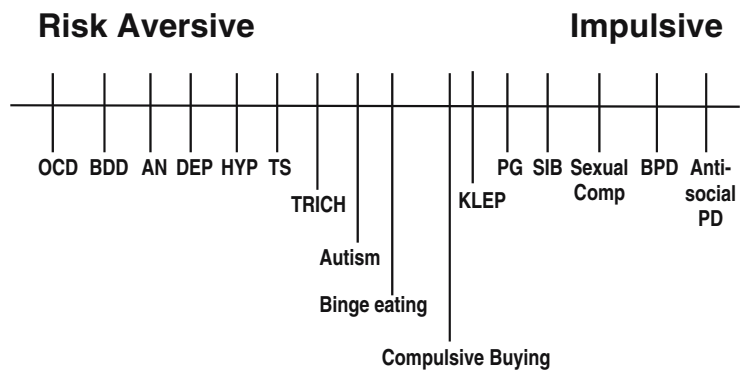 Risk Aversive Impulsive
OCD BDD AN DEP HYP TS PG SIB Sexual BPD Anti-
TRICH KLEP Comp social
PD
Autism
Binge eating
Compulsive Buying